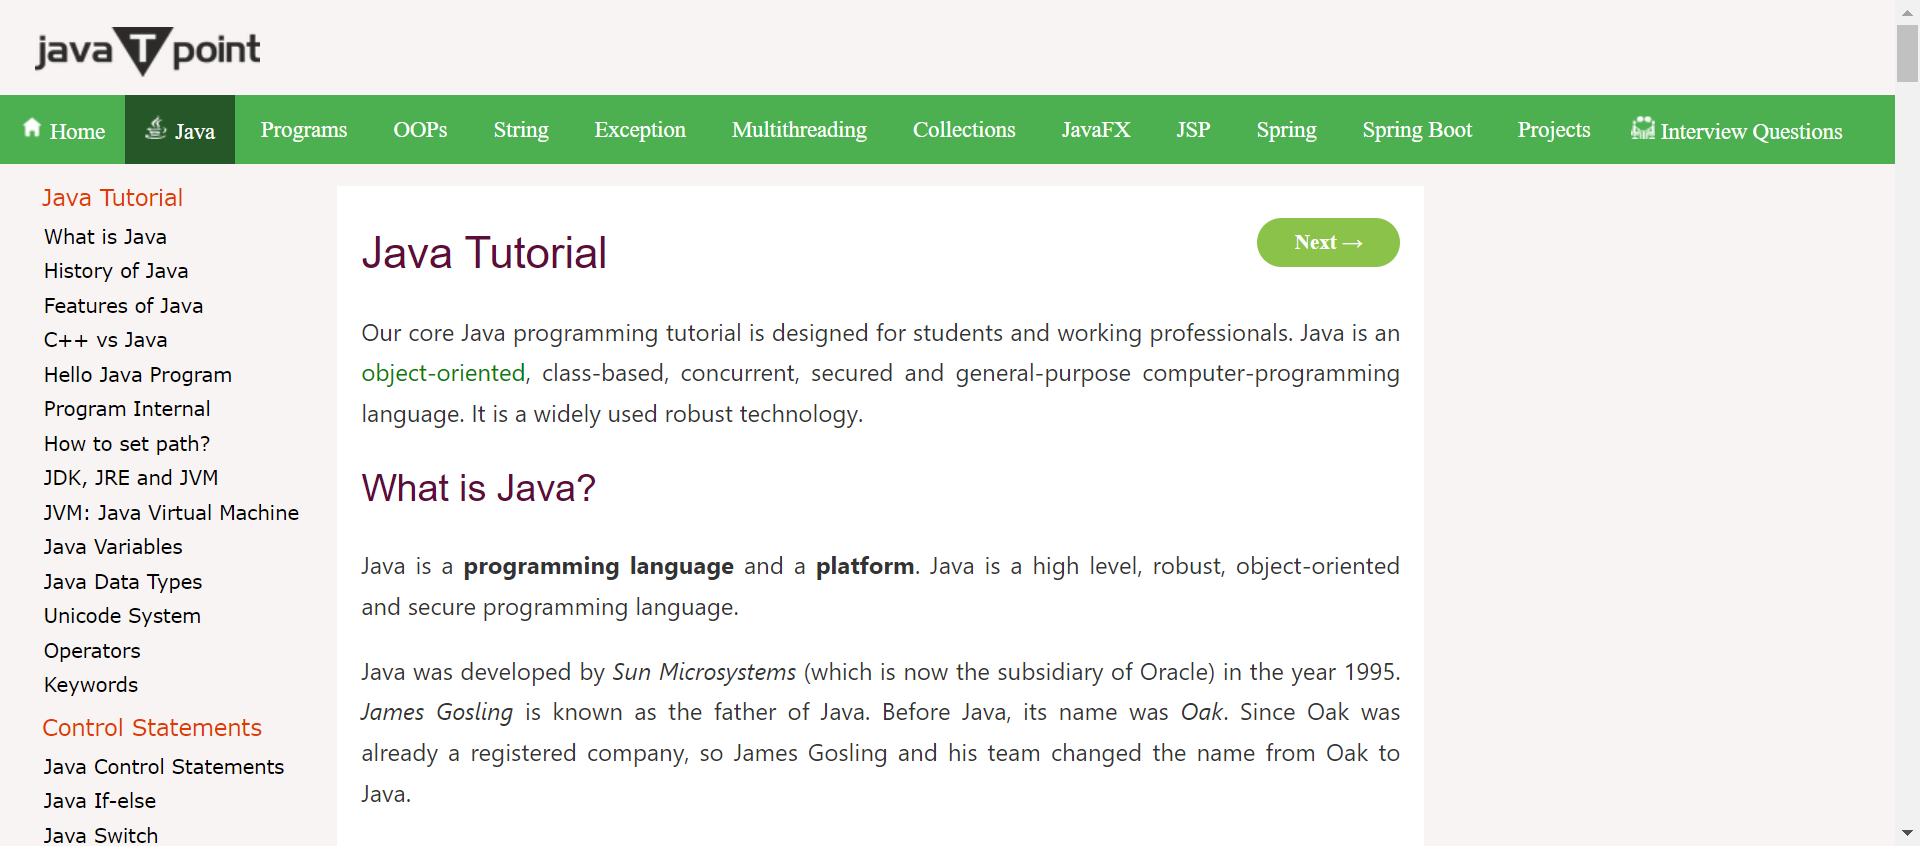 javaTpoint
Home Java Programs OOPs String Exception Multithreading Collections JavaFX JSP Spring Spring Boot Projects Interview Questions
Java Tutorial
What is Java
History of Java
Features of Java
C++ vs Java
Hello Java Program
Program Internal
How to set path?
JDK, JRE and JVM
JVM: Java Virtual Machine
Java Variables
Java Data Types
Unicode System
Operators
Keywords
Control Statements
Java Control Statements
Java If-else
Java Switch
Java Tutorial
Next →
Our core Java programming tutorial is designed for students and working professionals. Java is an
object-oriented, class-based, concurrent, secured and general-purpose computer-programming
language. It is a widely used robust technology.
What is Java?
Java is a programming language and a platform. Java is a high level, robust, object-oriented
and secure programming language.
Java was developed by Sun Microsystems (which is now the subsidiary of Oracle) in the year 1995.
James Gosling is known as the father of Java. Before Java, its name was Oak. Since Oak was
already a registered company, so James Gosling and his team changed the name from Oak to
Java.